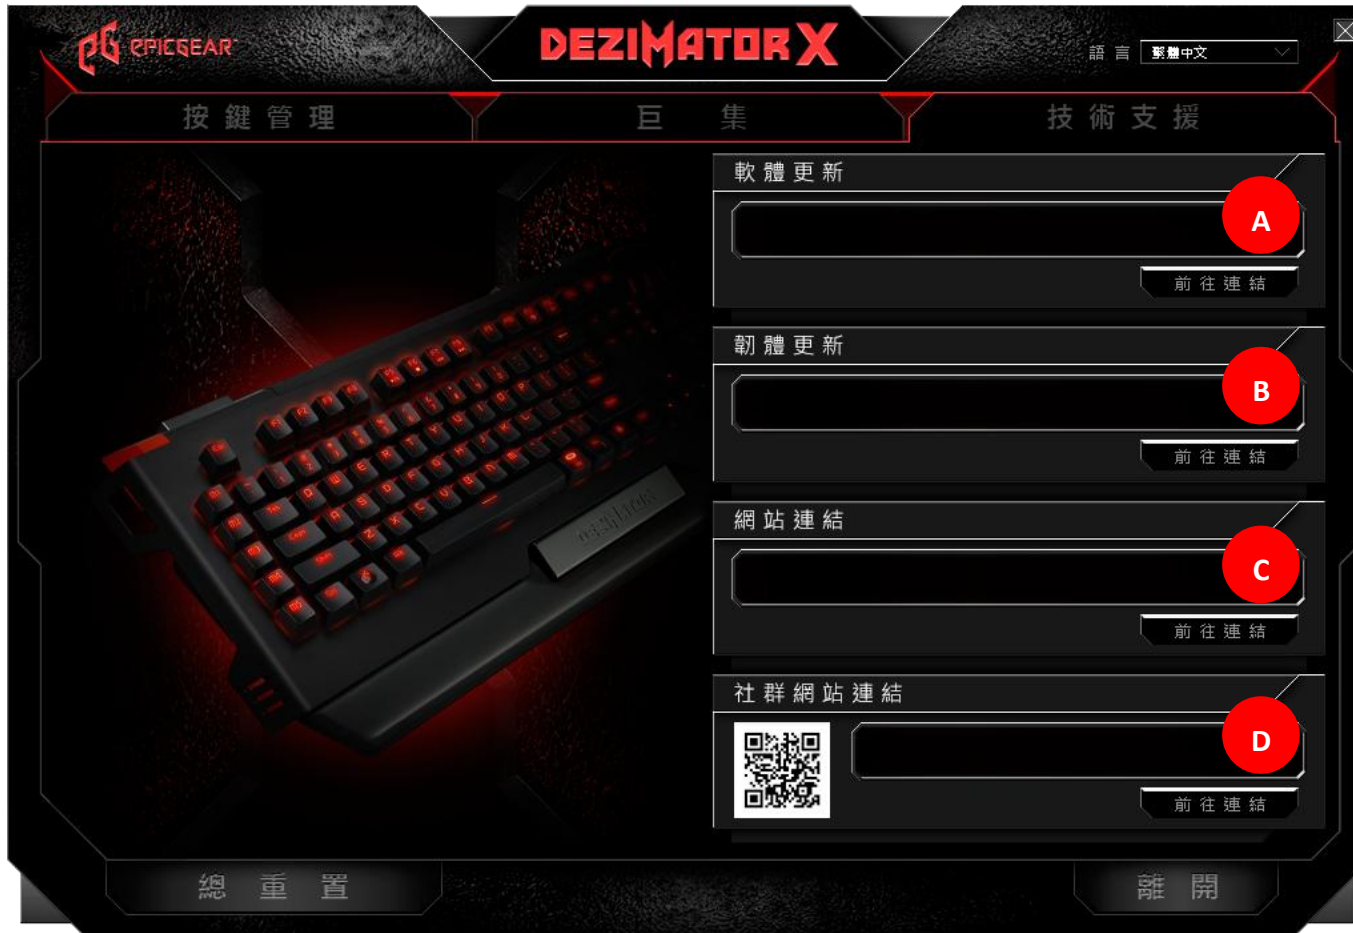 EPICGEAR
DEZIMATOR X
語言 繁體中文
按鍵管理 巨集 技術支援
軟體更新
A
前往連結
韌體更新
B
前往連結
網站連結
C
前往連結
社群網站連結
D
前往連結
總重置 離開